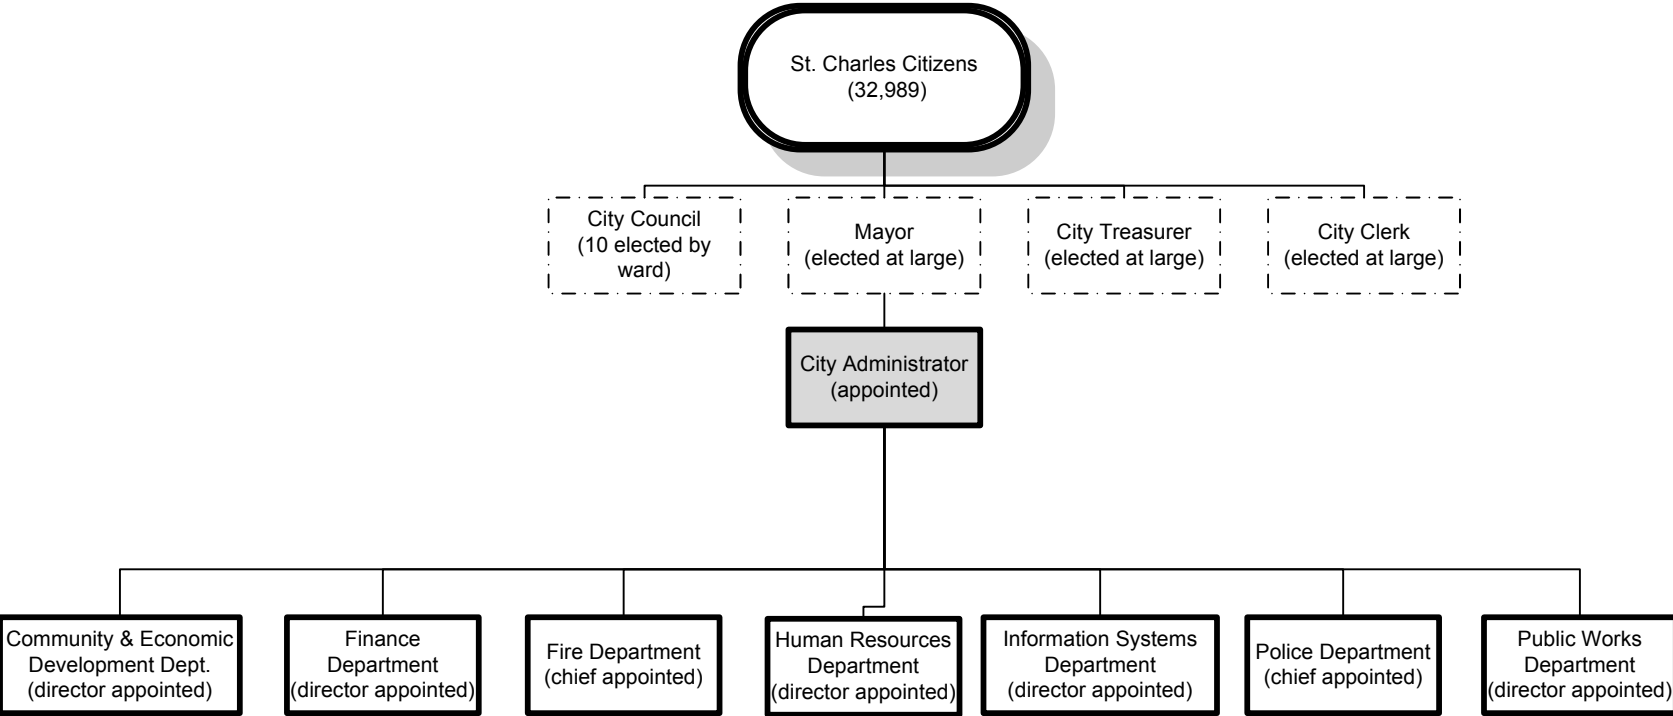 St. Charles Citizens
(32,989)
City Council
(10 elected by
ward)
Mayor
(elected at large)
City Treasurer
(elected at large)
City Clerk
(elected at large)
City Administrator
(appointed)
Community & Economic
Development Dept.
(director appointed)
Finance
Department
(director appointed)
Fire Department
(chief appointed)
Human Resources
Department
(director appointed)
Information Systems
Department
(director appointed)
Police Department
(chief appointed)
Public Works
Department
(director appointed)